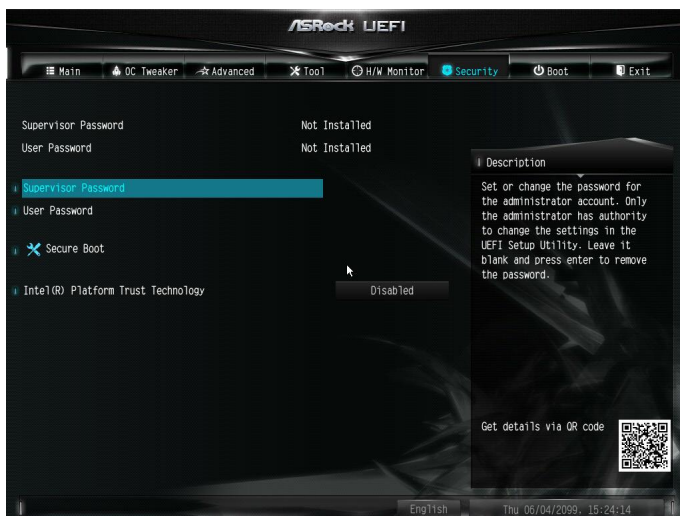 ASRock UEFI
Main OC Tweaker Advanced Tool H/W Monitor Security Boot Exit
Supervisor Password Not Installed
User Password Not Installed
Supervisor Password
User Password
Secure Boot
Intel(R) Platform Trust Technology Disabled
Description
Set or change the password for
the administrator account. Only
the administrator has authority
to change the settings in the
UEFI Setup Utility. Leave it
blank and press enter to remove
the password.
Get details via QR code
English Thu 06/04/2099. 15:24:14